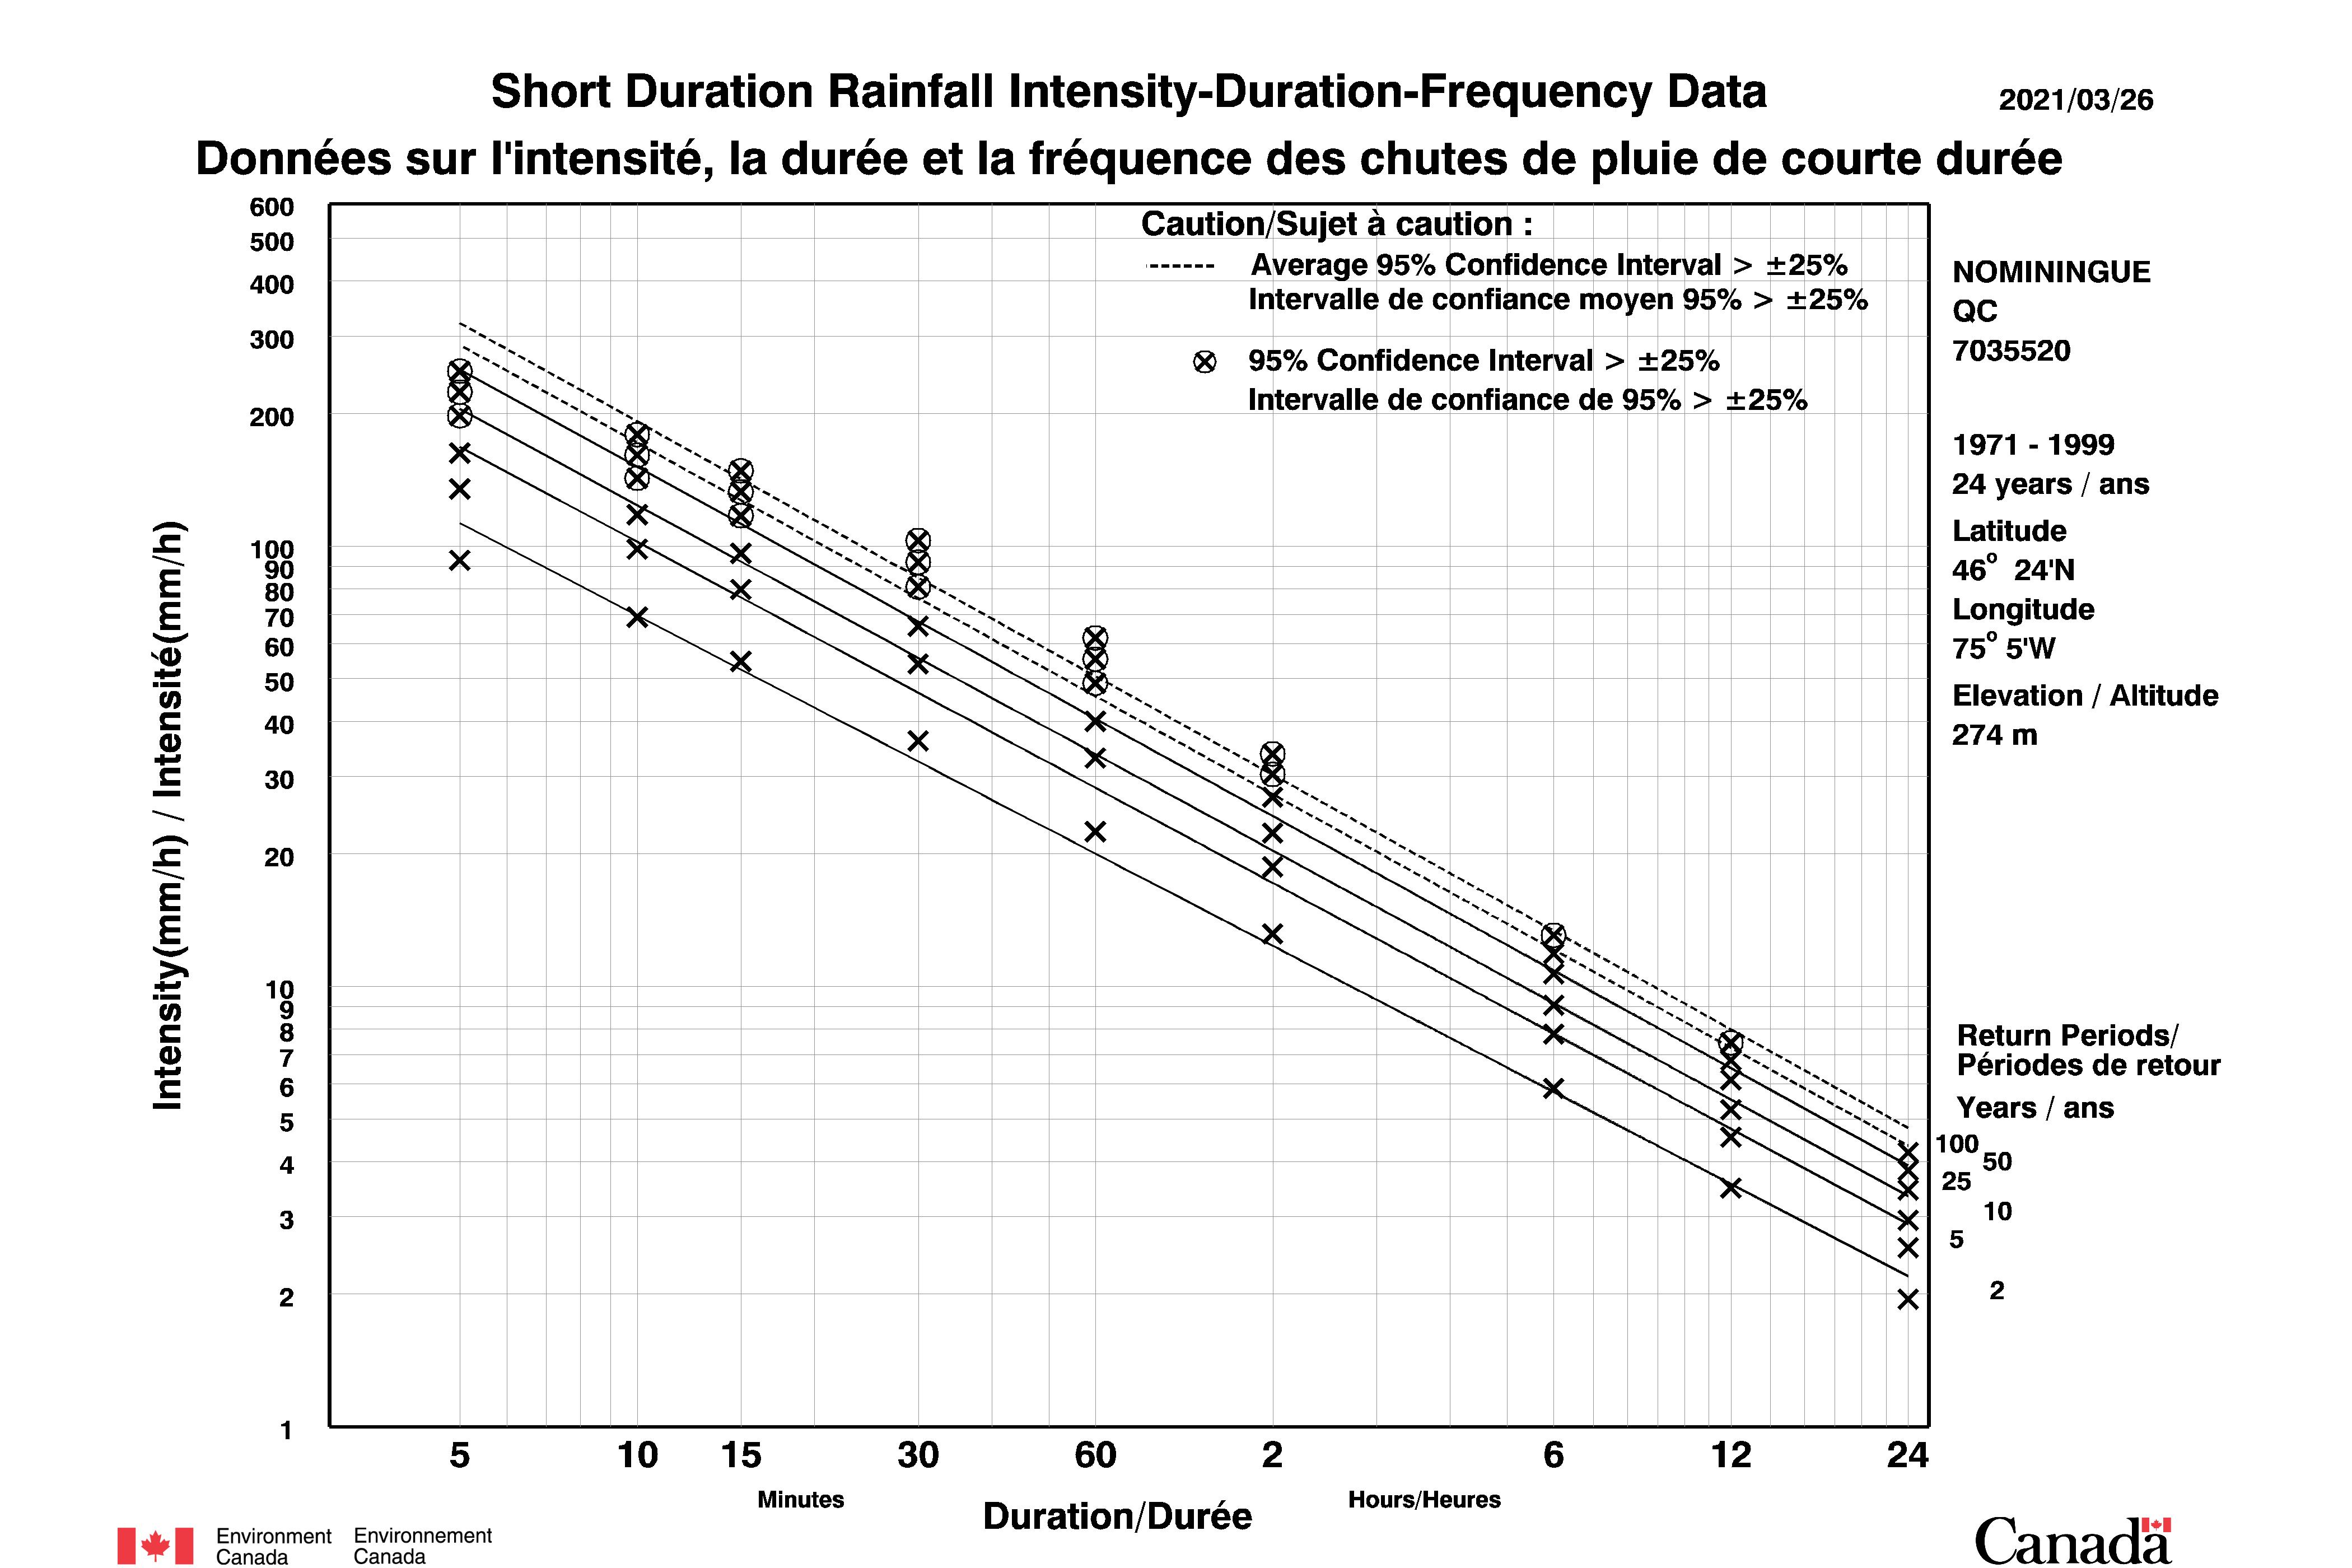 Short Duration Rainfall Intensity-Duration-Frequency Data
2021/03/26
Données sur l'intensité, la durée et la fréquence des chutes de pluie de courte durée
Caution/Sujet à caution :
Average 95% Confidence Interval > ±25%
Intervalle de confiance moyen 95% > ±25%
95% Confidence Interval > ±25%
Intervalle de confiance de 95% > ±25%
NOMININGUE
QC
7035520
1971 - 1999
24 years / ans
Latitude
46° 24'N
Longitude
75° 5'W
Elevation / Altitude
274 m
Return Periods/
Périodes de retour
Years / ans
100
50
25
10
5
2
Intensity(mm/h) / Intensité(mm/h)
600
500
400
300
200
100
90
80
70
60
50
40
30
20
10
9
8
7
6
5
4
3
2
1
5 10 15 30 60 2 6 12 24
Minutes
Hours/Heures
Duration/Durée
Environment
Canada
Environnement
Canada
Canada